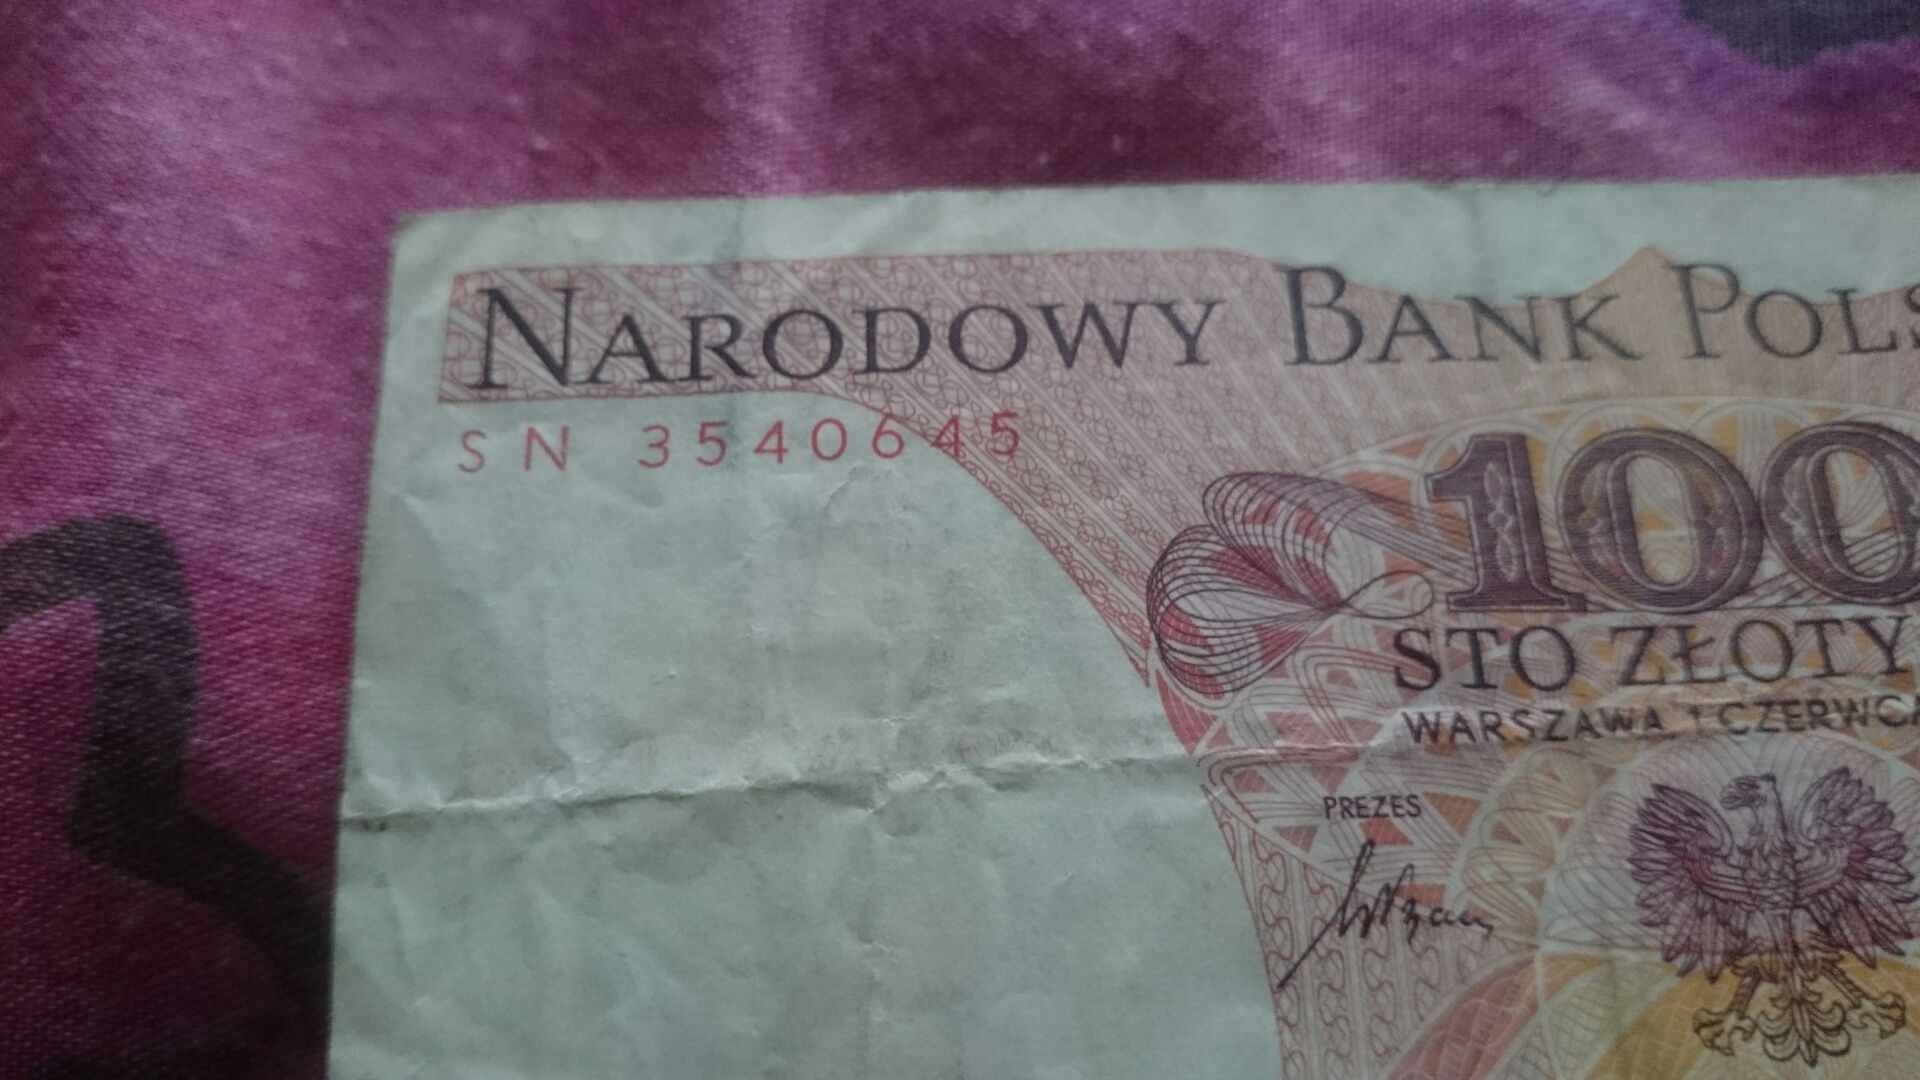 NARODOWY BANK POLS
SN 3540645
100
STO ZŁOTY
WARSZAWA 1 CZERWCA
PREZES